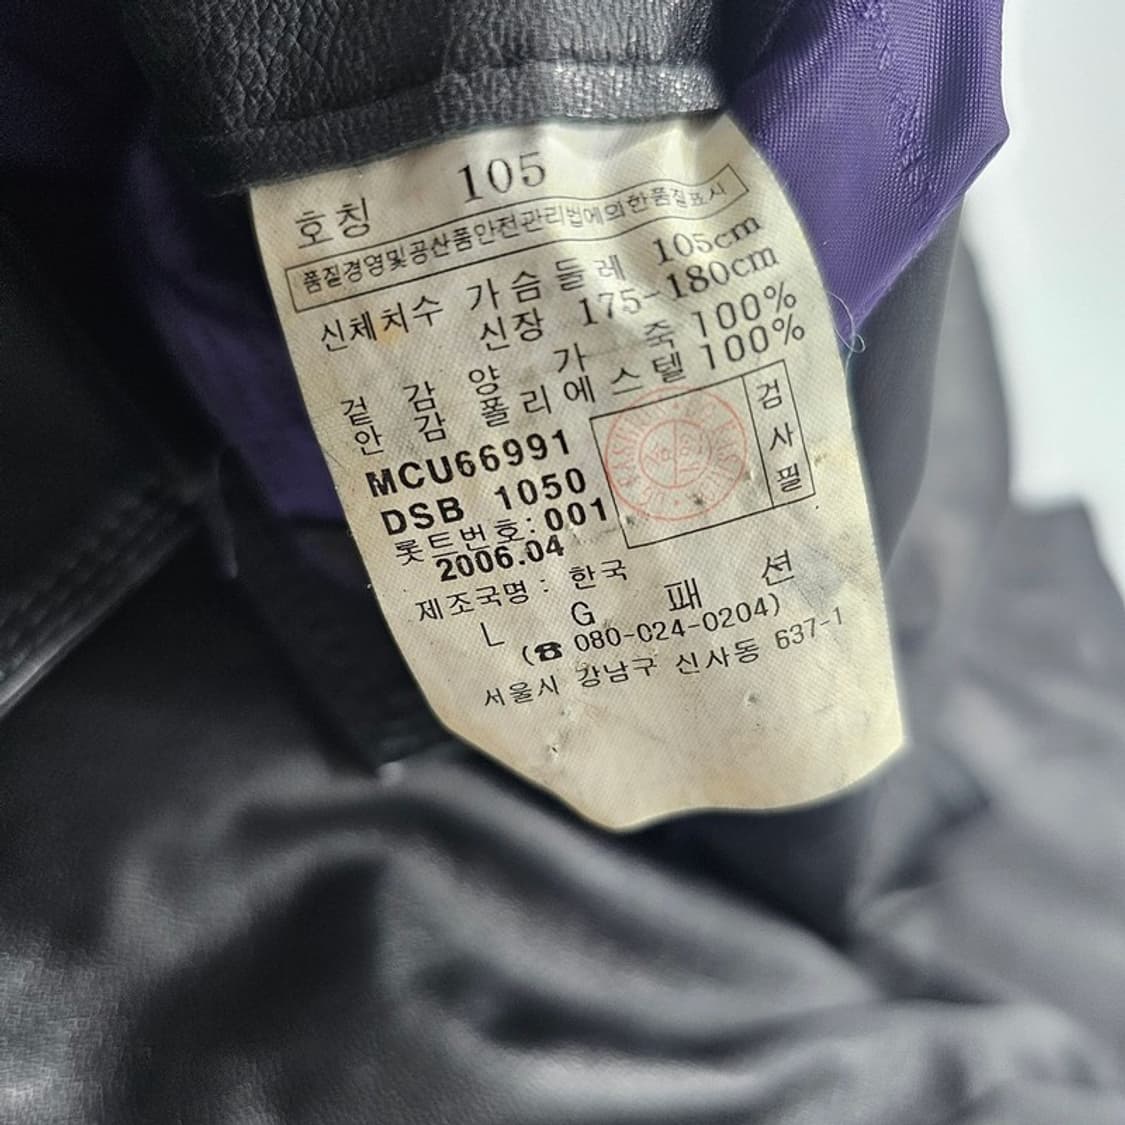 호칭 105
품질경영및공산품안전관리법에의한품질표시
신체처수 가슴둘레 105cm
신장 175-180cm
겉감 양가죽 100%
안감 폴리에스텔 100%
MCU66991
DSB 1050
검사필
롯트번호:001
2006.04
제조국명 : 한국
LG패션
(☎ 080-024-0204)
서울시 강남구 신사동 637-1